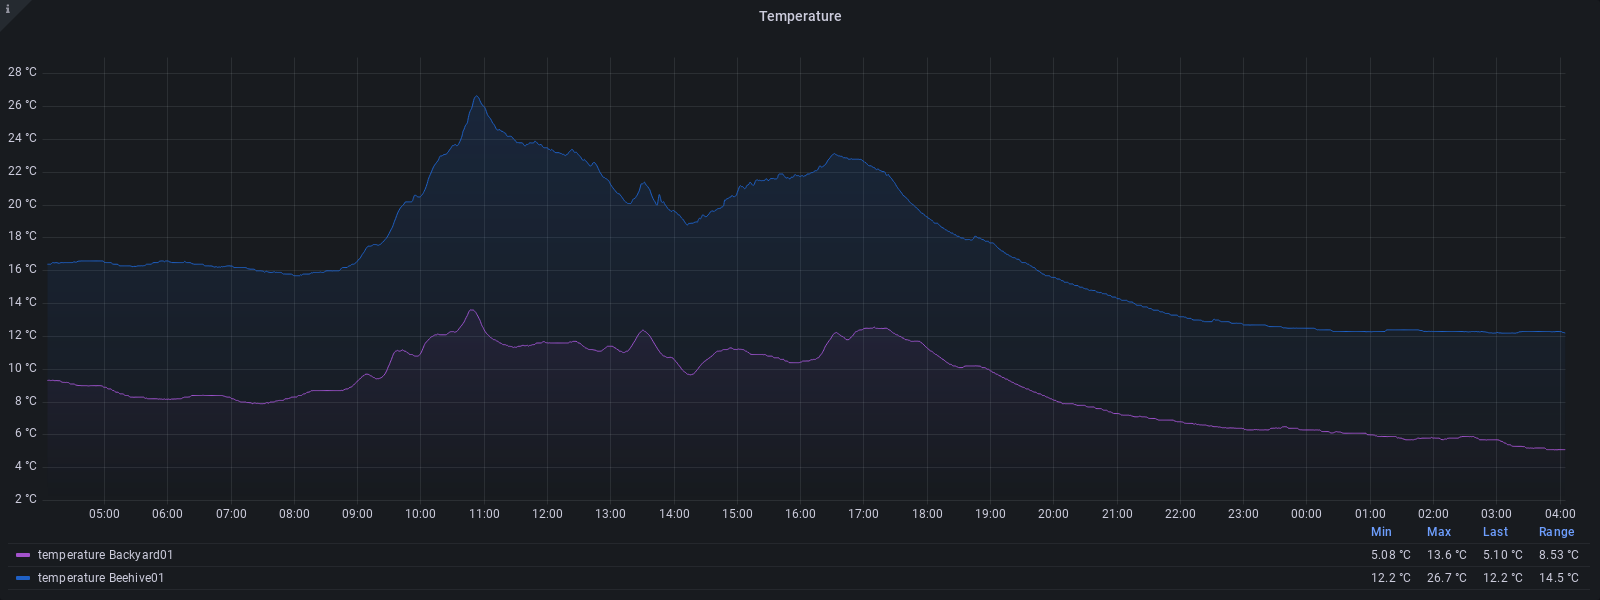 i
Temperature
28 °C
26 °C
24 °C
22 °C
20 °C
18 °C
16 °C
14 °C
12 °C
10 °C
8 °C
6 °C
4 °C
2 °C
05:00 06:00 07:00 08:00 09:00 10:00 11:00 12:00 13:00 14:00 15:00 16:00 17:00 18:00 19:00 20:00 21:00 22:00 23:00 00:00 01:00 02:00 03:00 04:00
Min Max Last Range
temperature Backyard01 5.08 °C 13.6 °C 5.10 °C 8.53 °C
temperature Beehive01 12.2 °C 26.7 °C 12.2 °C 14.5 °C